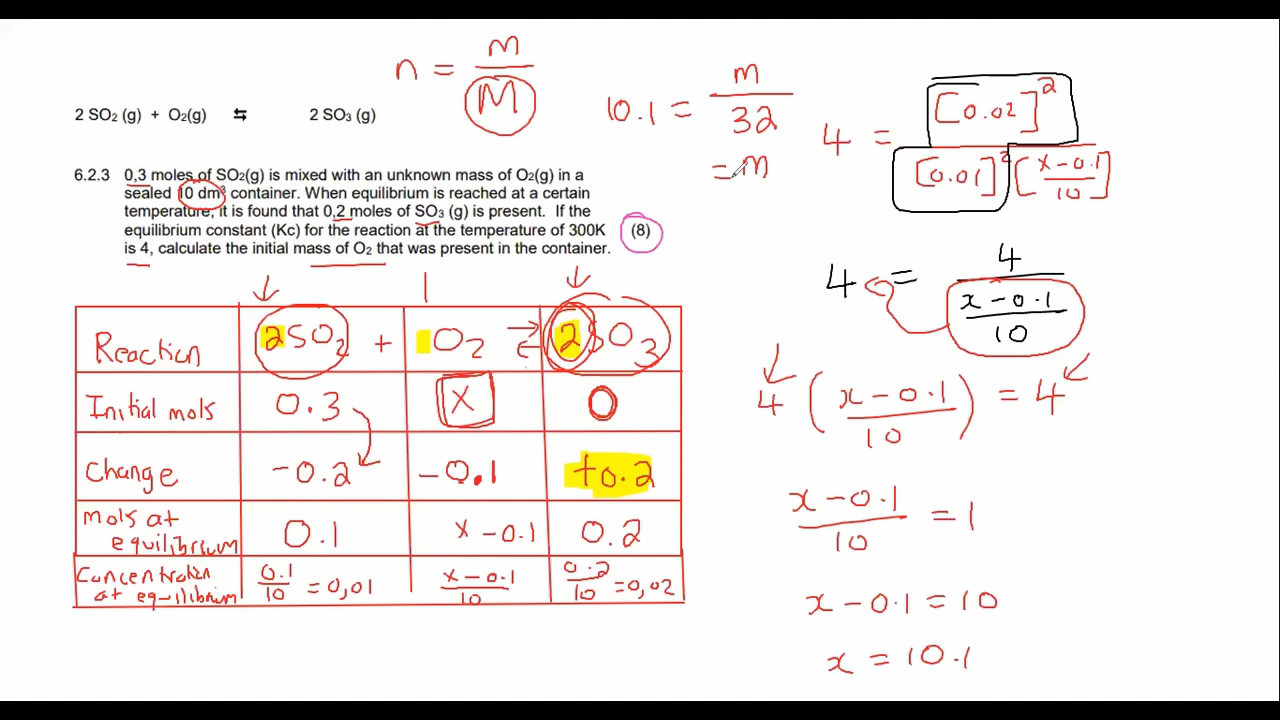 n = m / M
2 SO₂ (g) + O₂(g) ⇆ 2 SO₃ (g)
6.2.3 0,3 moles of SO₂(g) is mixed with an unknown mass of O₂(g) in a
sealed 10 dm³ container. When equilibrium is reached at a certain
temperature, it is found that 0,2 moles of SO₃ (g) is present. If the
equilibrium constant (Kc) for the reaction at the temperature of 300K
is 4, calculate the initial mass of O₂ that was present in the container.
(8)
Reaction 2SO₂ + O₂ ⇄ 2SO₃
Initial mols 0.3 x 0
Change -0.2 -0.1 +0.2
Mols at equilibrium 0.1 x - 0.1 0.2
Concentration at equilibrium 0.1/10 = 0,01 x - 0.1/10 0.2/10 = 0,02
10.1 = m / 32
= m
4 = [0.02]² / [0.01]² [x - 0.1 / 10]
4 = 4 / (x - 0.1 / 10)
4 (x - 0.1 / 10) = 4
x - 0.1 / 10 = 1
x - 0.1 = 10
x = 10.1